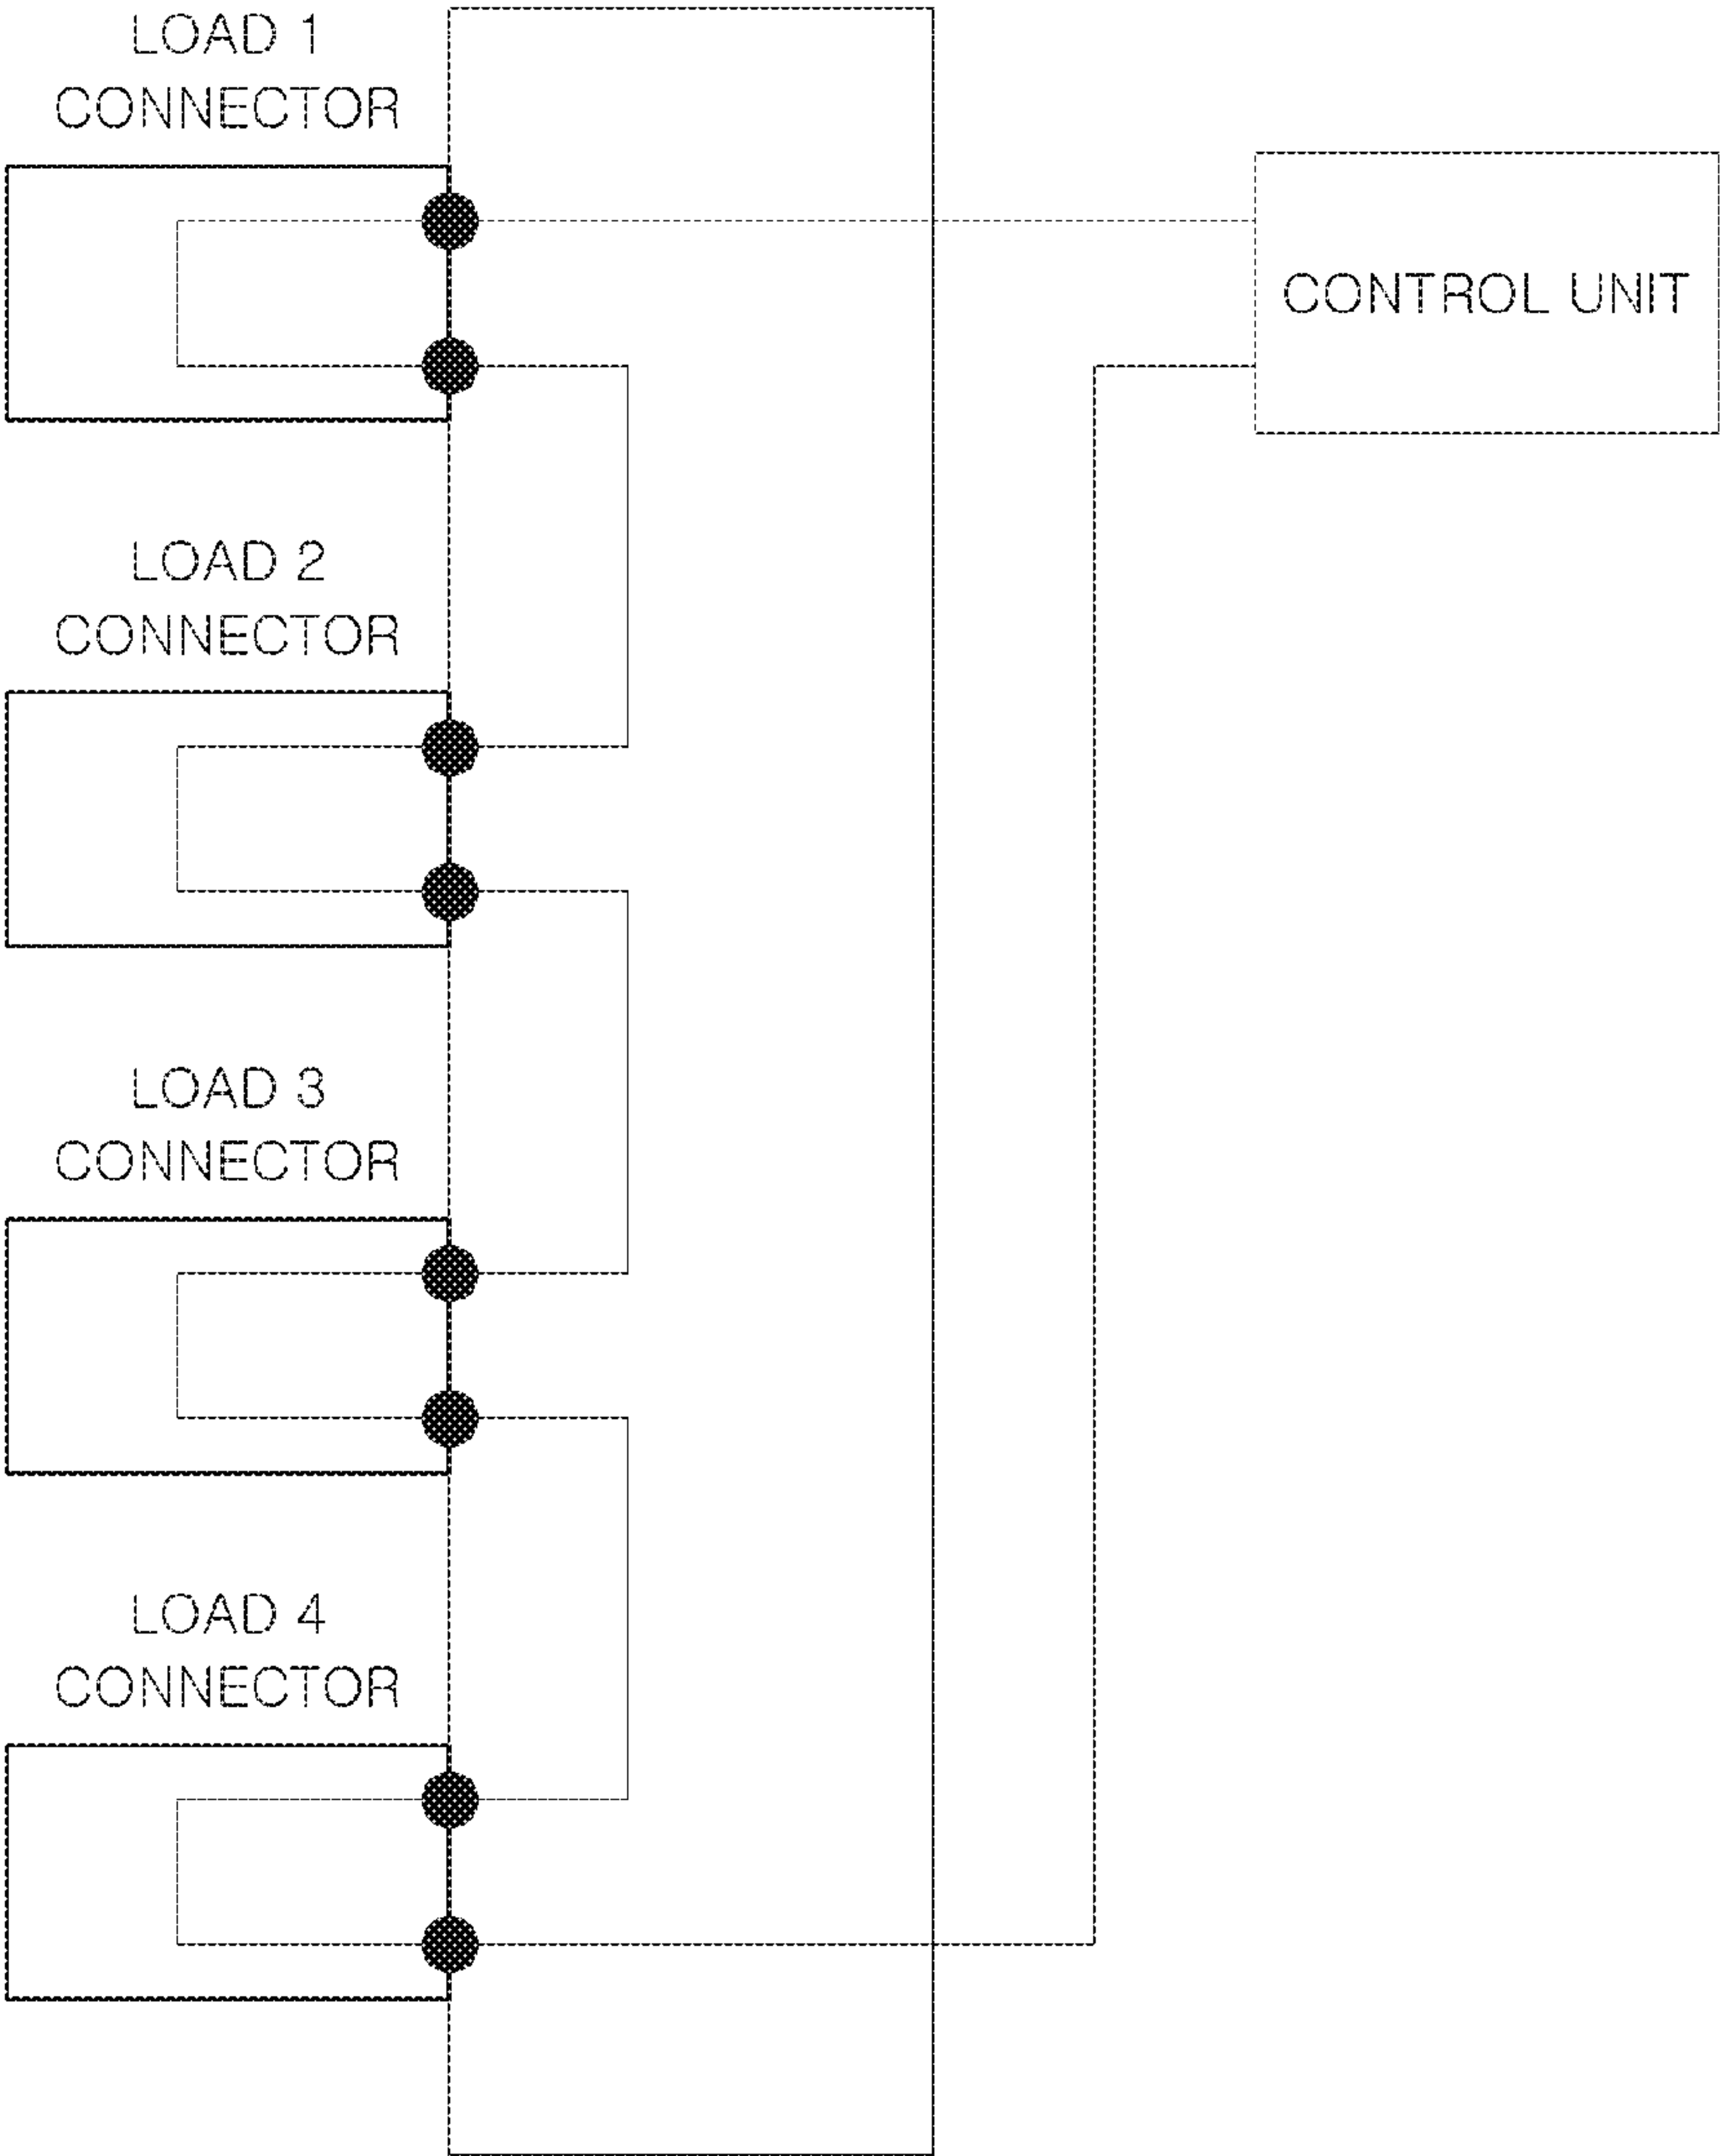 LOAD 1
CONNECTOR
CONTROL UNIT
LOAD 2
CONNECTOR
LOAD 3
CONNECTOR
LOAD 4
CONNECTOR